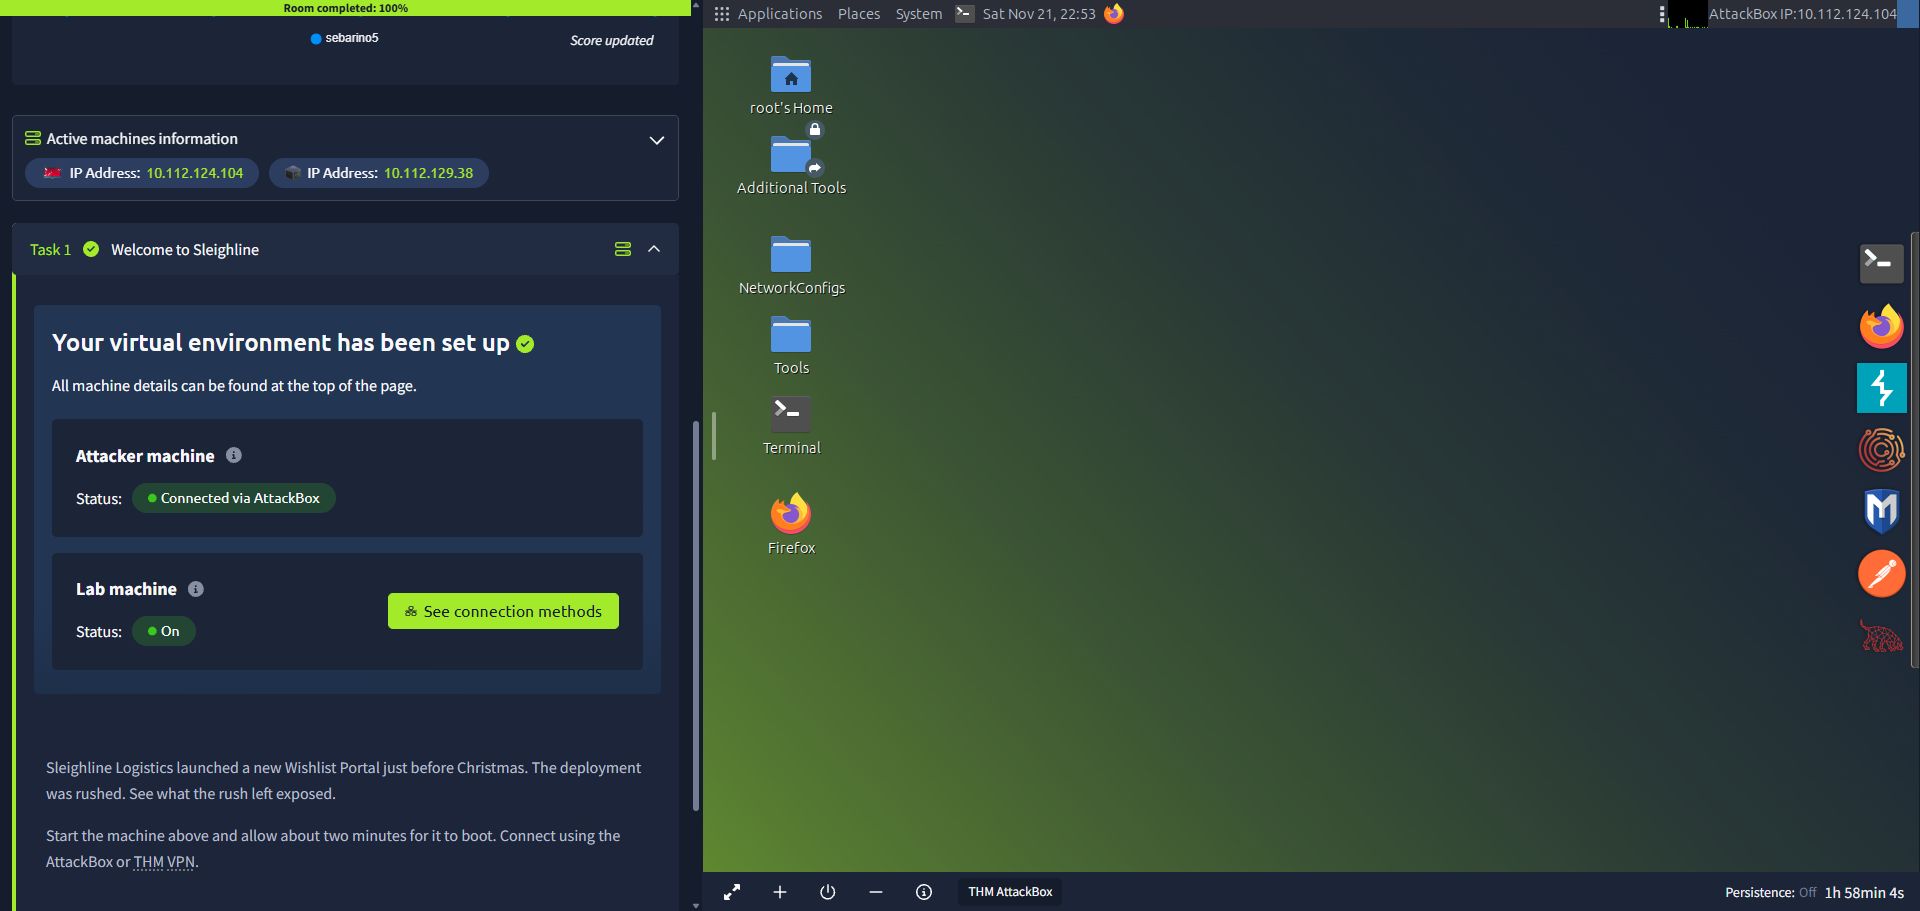 Room completed: 100%
sebarino5
Score updated
Active machines information
IP Address: 10.112.124.104
IP Address: 10.112.129.38
Task 1
Welcome to Sleighline
Your virtual environment has been set up
All machine details can be found at the top of the page.
Attacker machine
Status: Connected via AttackBox
Lab machine
Status: On
See connection methods
Sleighline Logistics launched a new Wishlist Portal just before Christmas. The deployment
was rushed. See what the rush left exposed.
Start the machine above and allow about two minutes for it to boot. Connect using the
AttackBox or THM VPN.
Applications Places System Sat Nov 21, 22:53 AttackBox IP:10.112.124.104
root's Home
Additional Tools
NetworkConfigs
Tools
Terminal
Firefox
THM AttackBox
Persistence: Off 1h 58min 4s